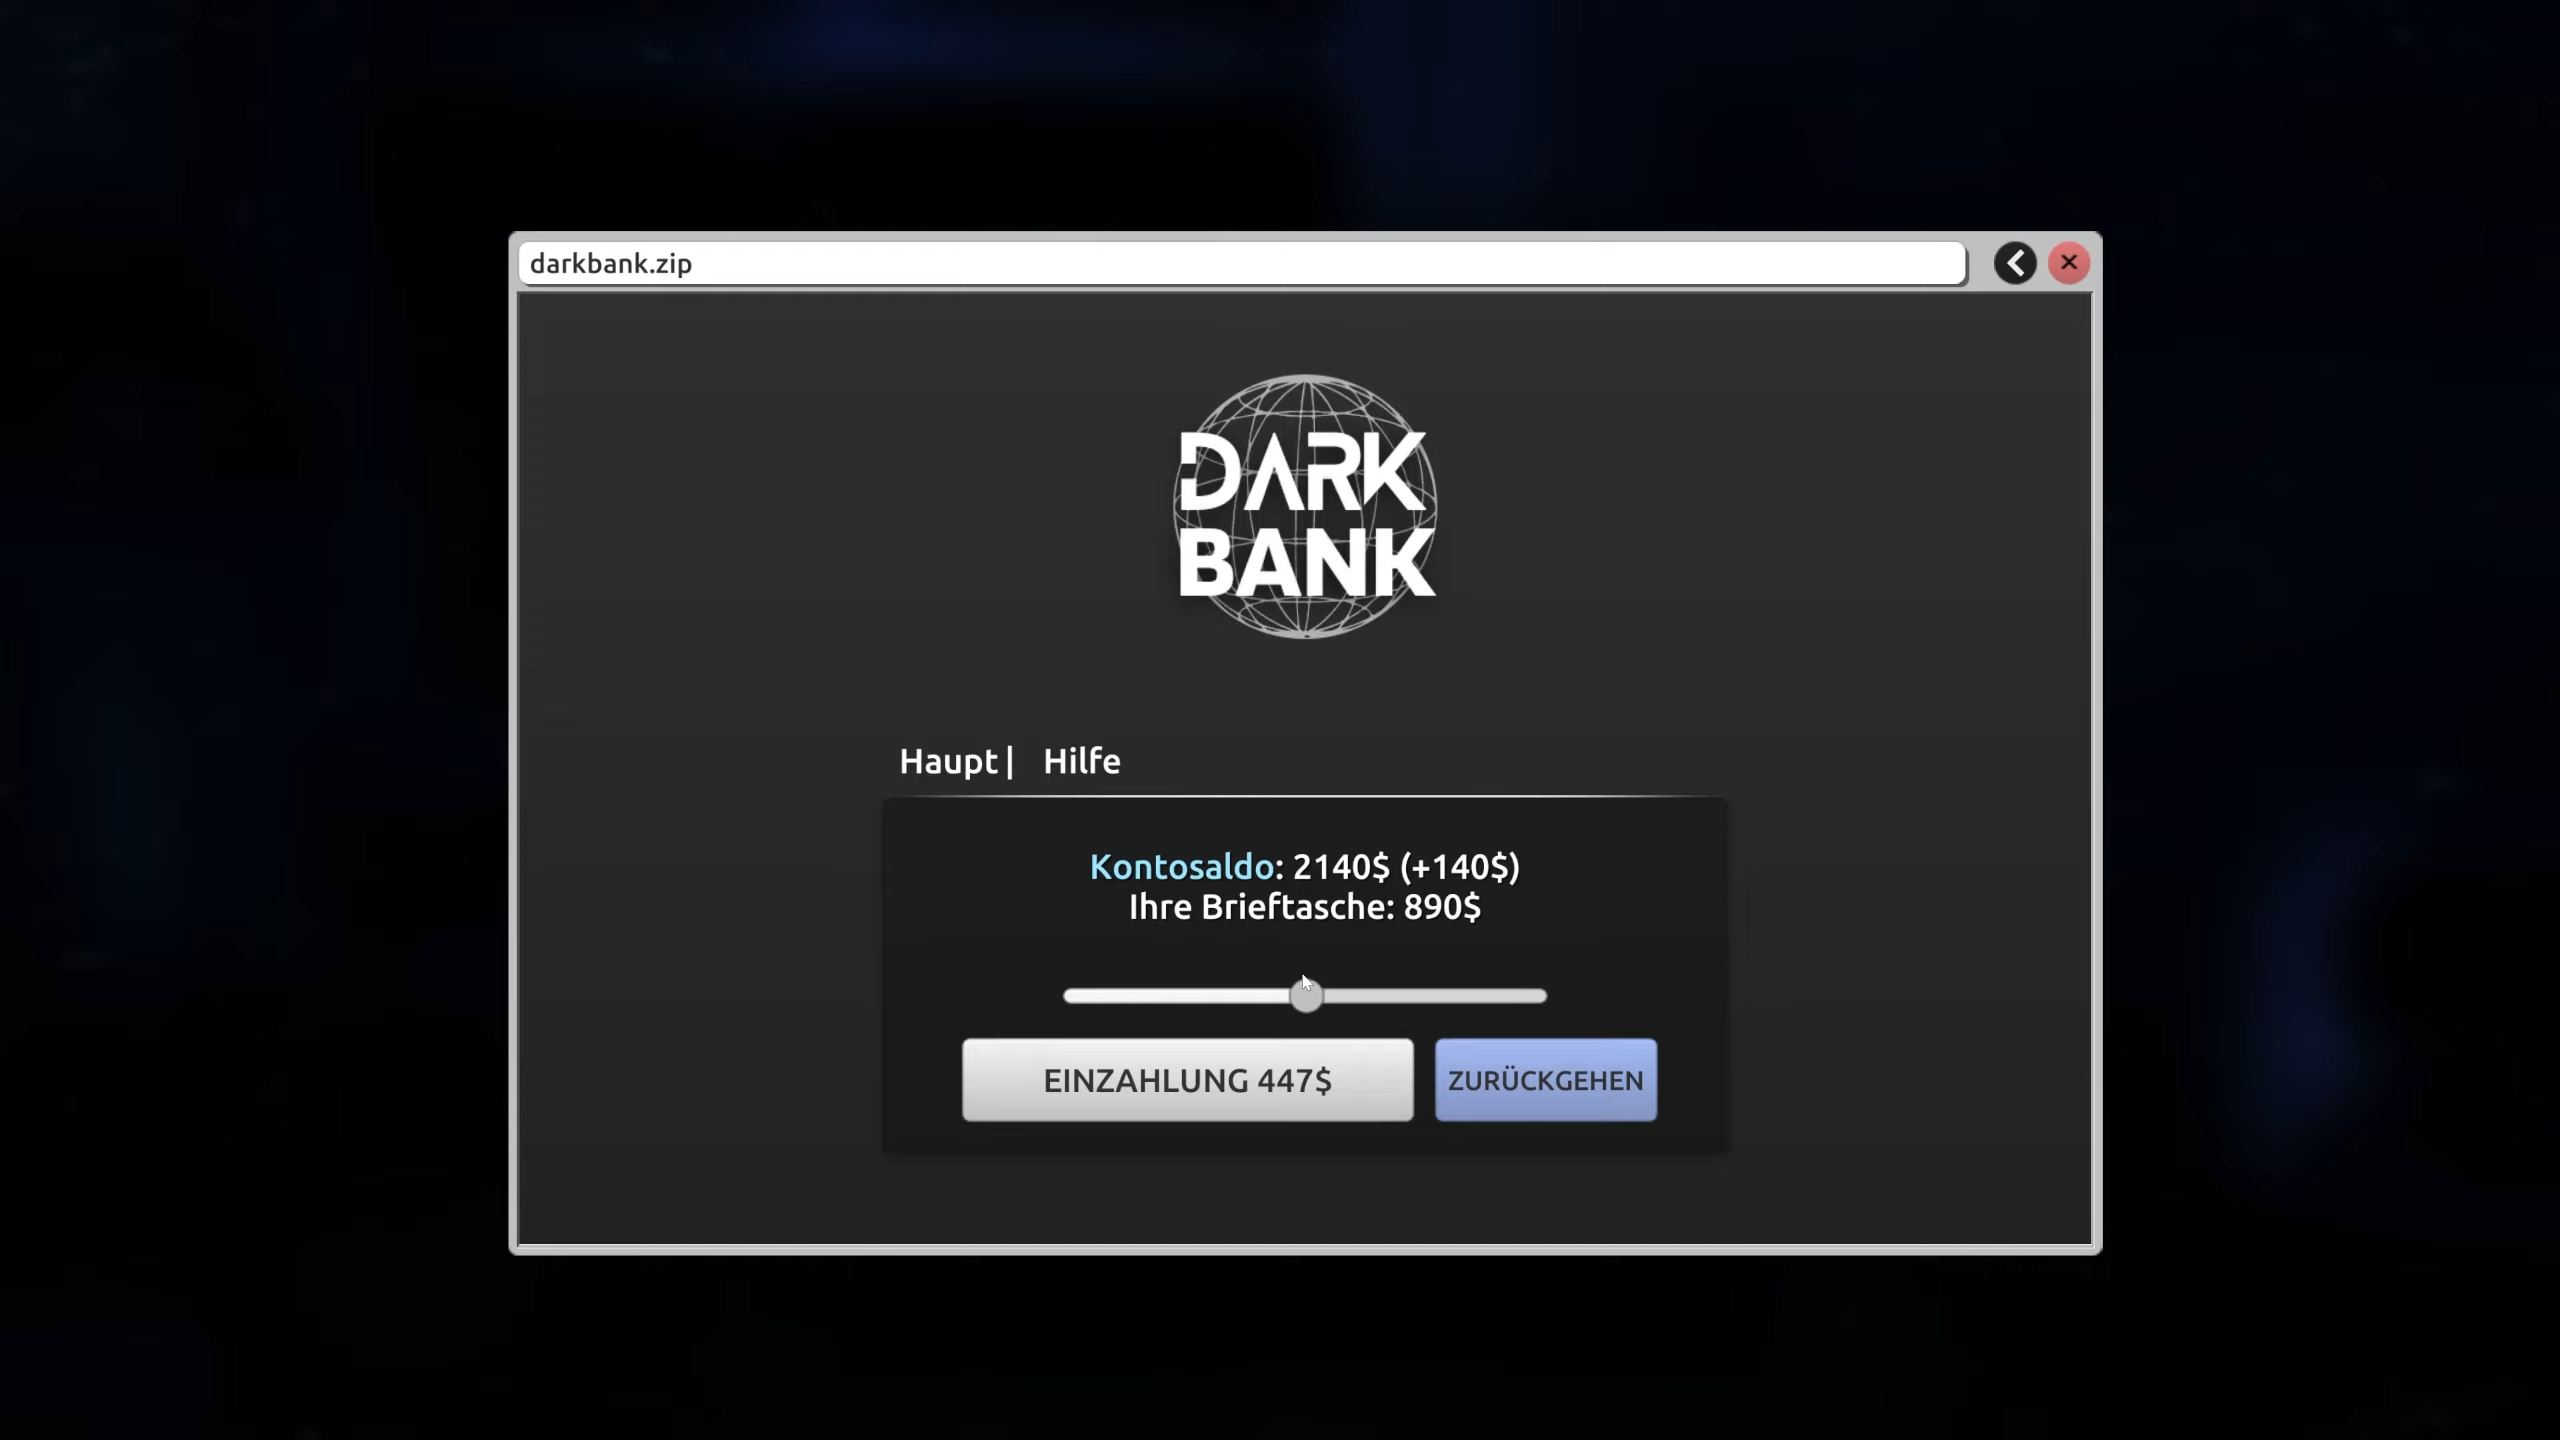 darkbank.zip
DARK
BANK
Haupt| Hilfe
Kontosaldo: 2140$ (+140$)
Ihre Brieftasche: 890$
EINZAHLUNG 447$
ZURÜCKGEHEN